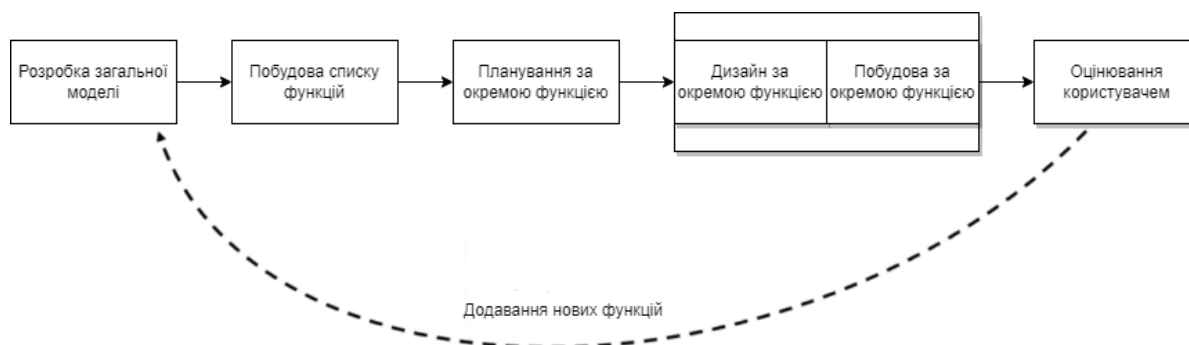 Розробка загальної
моделі
Побудова списку
функцій
Планування за
окремою функцією
Дизайн за
окремою функцією
Побудова за
окремою функцією
Оцінювання
користувачем
Додавання нових функцій